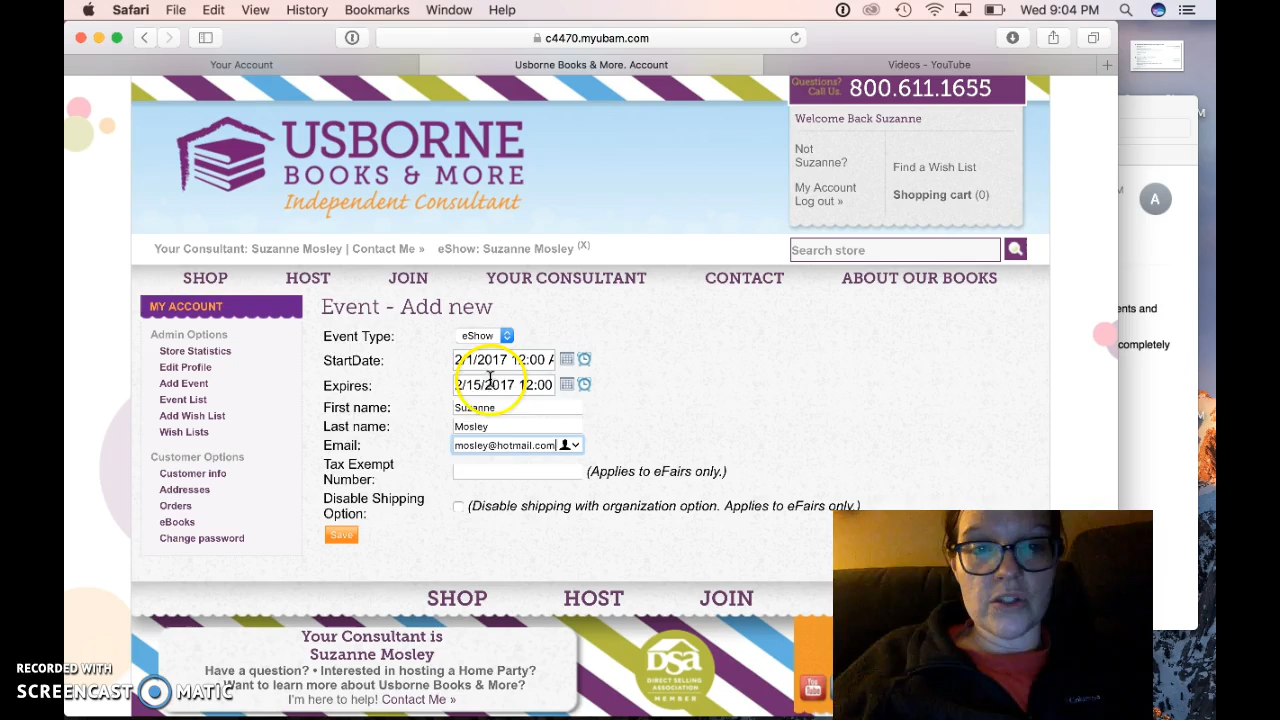 Safari File Edit View History Bookmarks Window Help Wed 9:04 PM
c4470.myubam.com
Your Account Usborne Books & More. Account Videos - YouTube
Questions? Call Us. 800.611.1655
USBORNE
BOOKS & MORE
Independent Consultant
Welcome Back Suzanne
Not
Suzanne?
My Account
Log out »
Find a Wish List
Shopping cart (0)
Your Consultant: Suzanne Mosley | Contact Me » eShow: Suzanne Mosley (X)
Search store
SHOP HOST JOIN YOUR CONSULTANT CONTACT ABOUT OUR BOOKS
MY ACCOUNT
Admin Options
Store Statistics
Edit Profile
Add Event
Event List
Add Wish List
Wish Lists
Customer Options
Customer info
Addresses
Orders
eBooks
Change password
Event - Add new
Event Type: eShow
StartDate: 2/1/2017 12:00 A
Expires: 2/15/2017 12:00
First name: Suzanne
Last name: Mosley
Email: mosley@hotmail.com
Tax Exempt
Number: (Applies to eFairs only.)
Disable Shipping
Option: (Disable shipping with organization option. Applies to eFairs only.)
Save
A
ents and
completely
SHOP HOST JOIN
Your Consultant is
Suzanne Mosley
Have a question? • Interested in hosting a Home Party?
Want to learn more about Usborne Books & More?
I'm here to help! Contact Me »
DSA
DIRECT SELLING
ASSOCIATION
MEMBER
You
RECORDED WITH
SCREENCAST MATIC